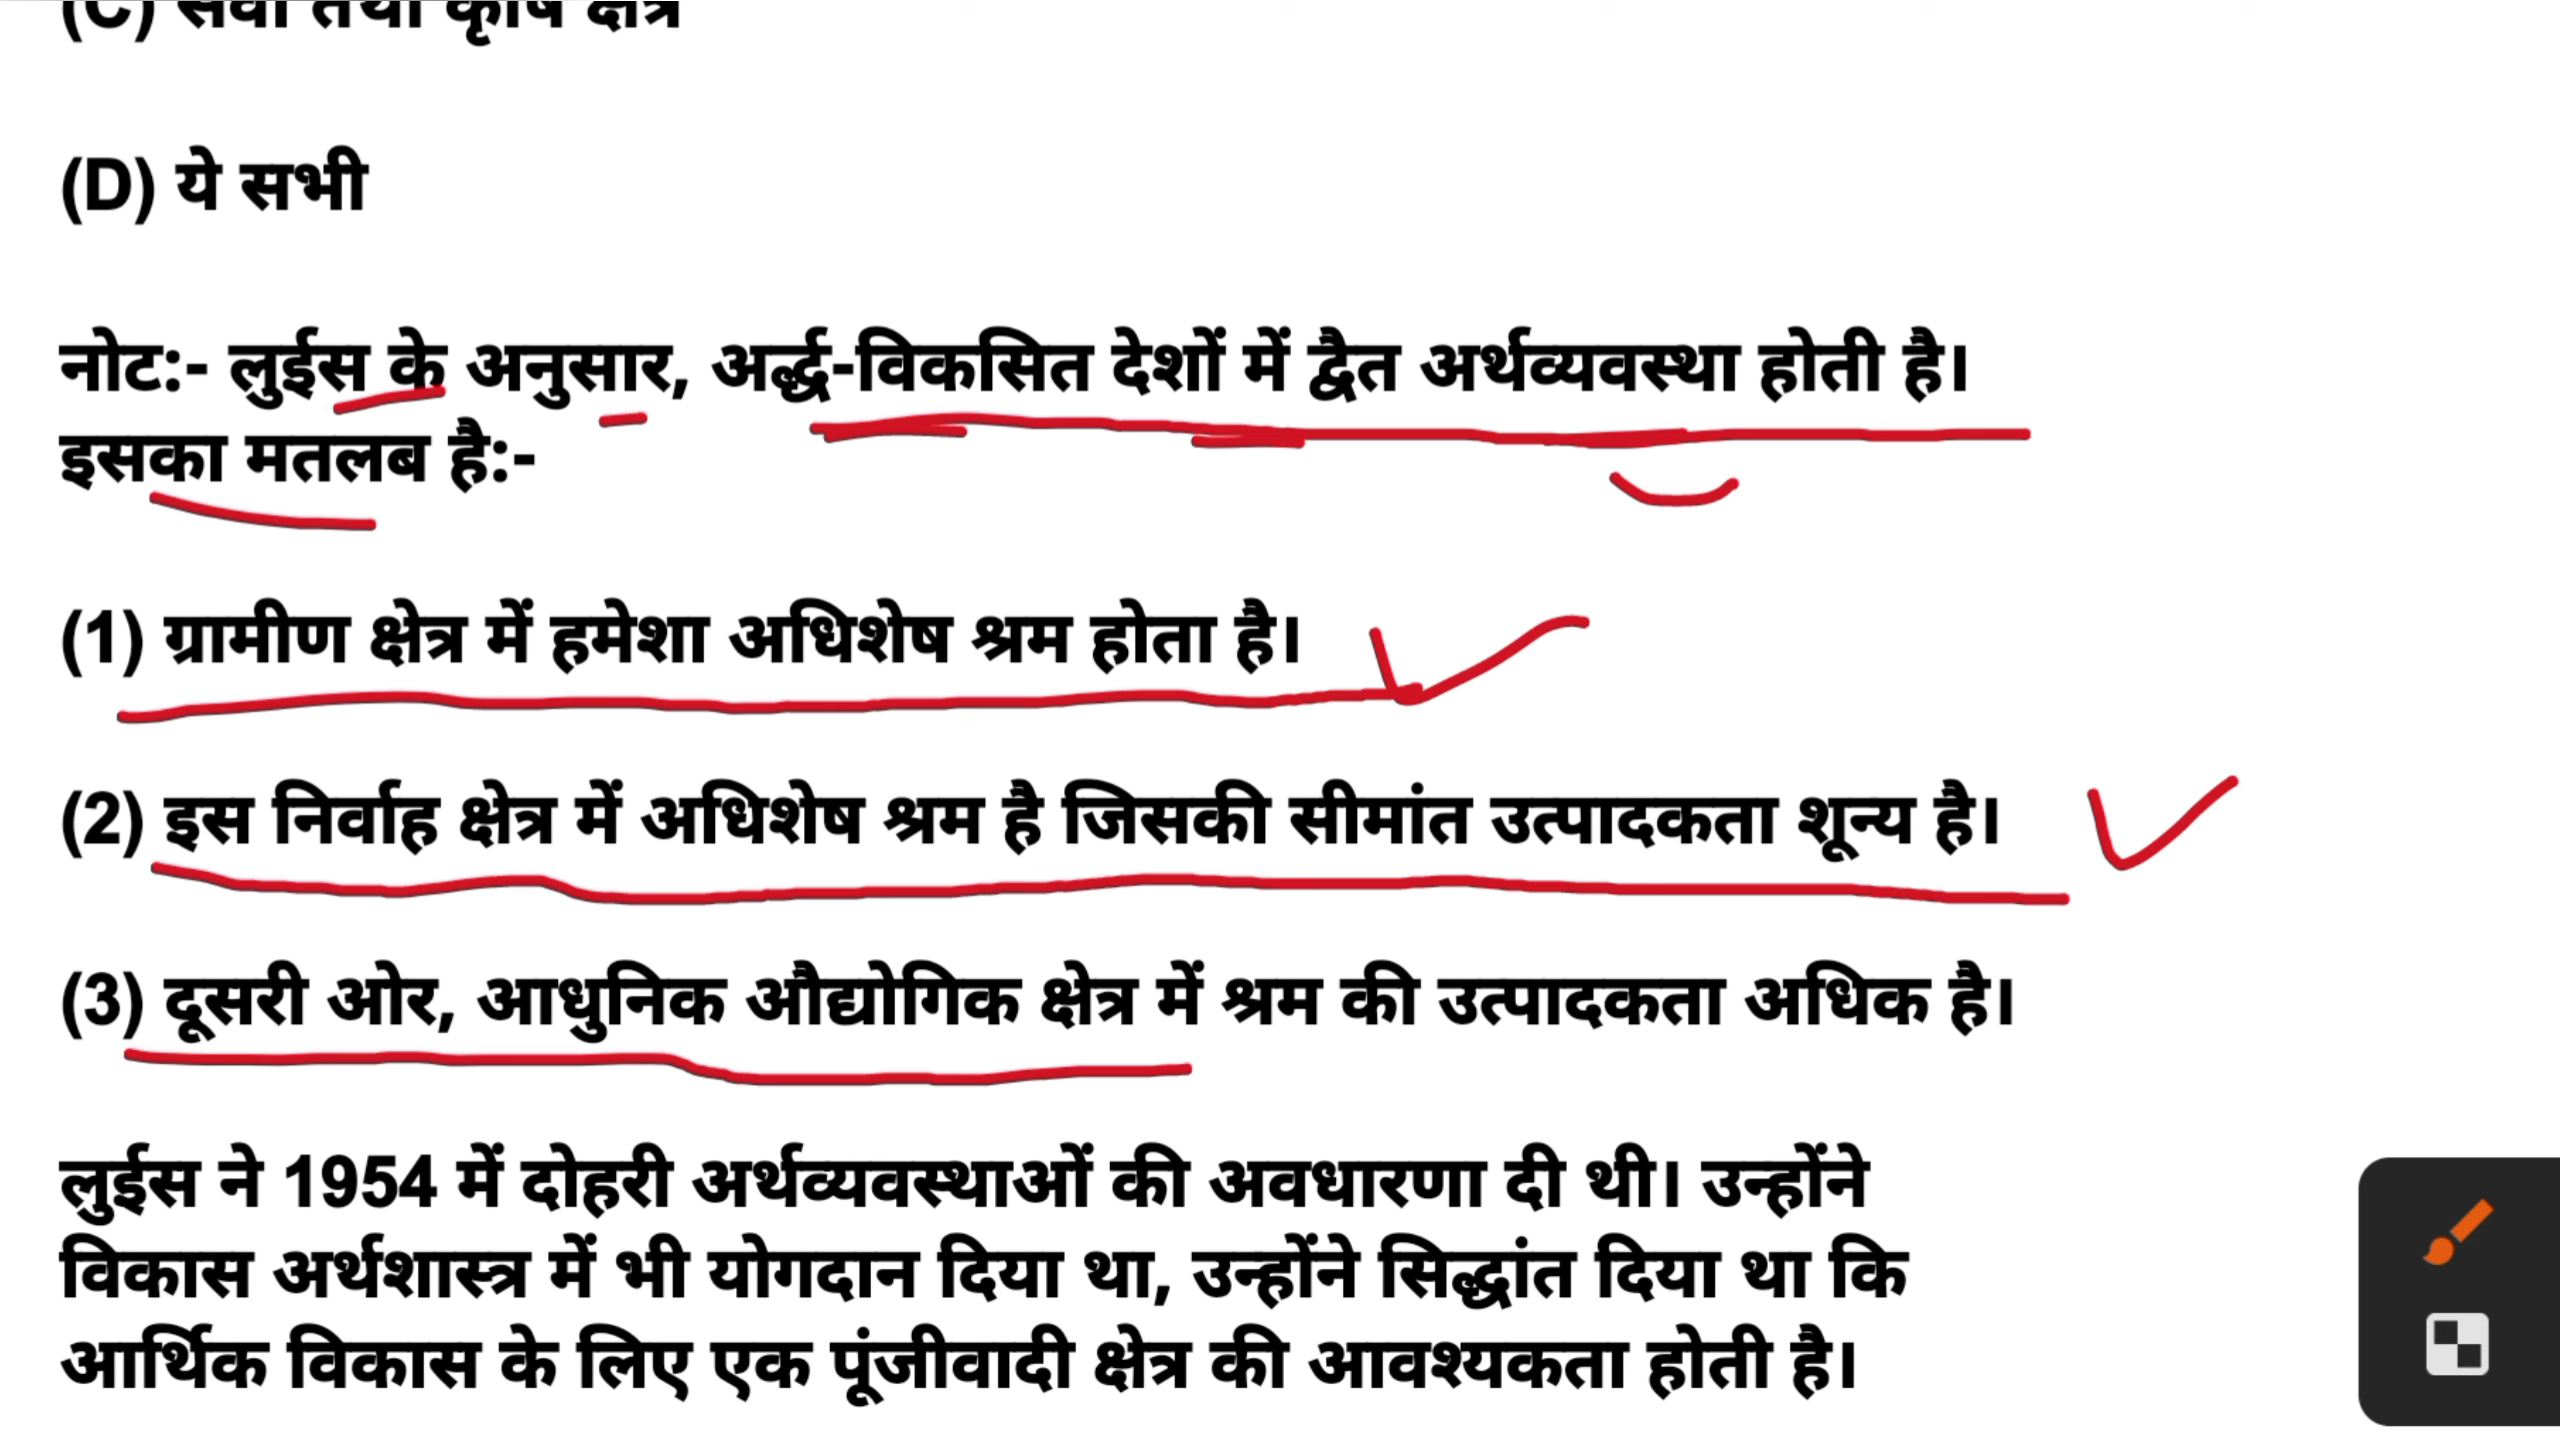 (C) सेवा तथा कृषि क्षेत्र
(D) ये सभी
नोट:- लुईस के अनुसार, अर्द्ध-विकसित देशों में द्वैत अर्थव्यवस्था होती है।
इसका मतलब है:-
(1) ग्रामीण क्षेत्र में हमेशा अधिशेष श्रम होता है।
(2) इस निर्वाह क्षेत्र में अधिशेष श्रम है जिसकी सीमांत उत्पादकता शून्य है।
(3) दूसरी ओर, आधुनिक औद्योगिक क्षेत्र में श्रम की उत्पादकता अधिक है।
लुईस ने 1954 में दोहरी अर्थव्यवस्थाओं की अवधारणा दी थी। उन्होंने
विकास अर्थशास्त्र में भी योगदान दिया था, उन्होंने सिद्धांत दिया था कि
आर्थिक विकास के लिए एक पूंजीवादी क्षेत्र की आवश्यकता होती है।